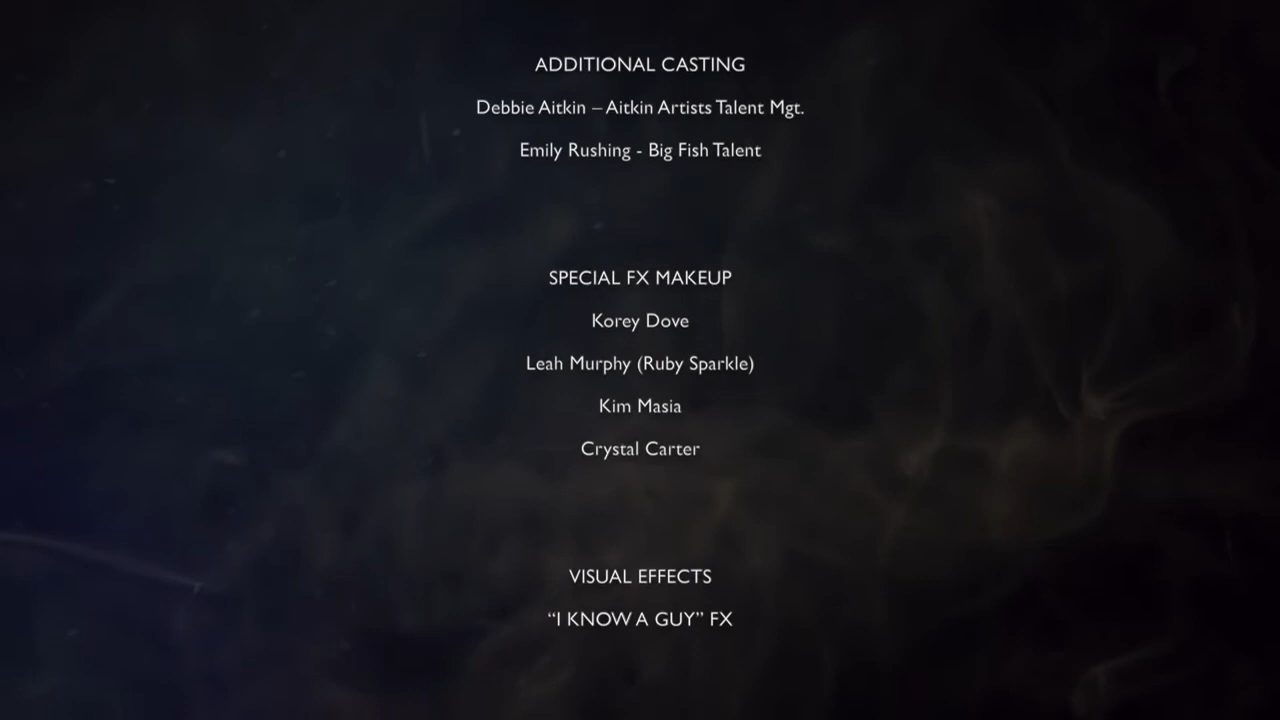 ADDITIONAL CASTING
Debbie Aitkin – Aitkin Artists Talent Mgt.
Emily Rushing - Big Fish Talent
SPECIAL FX MAKEUP
Korey Dove
Leah Murphy (Ruby Sparkle)
Kim Masia
Crystal Carter
VISUAL EFFECTS
“I KNOW A GUY” FX